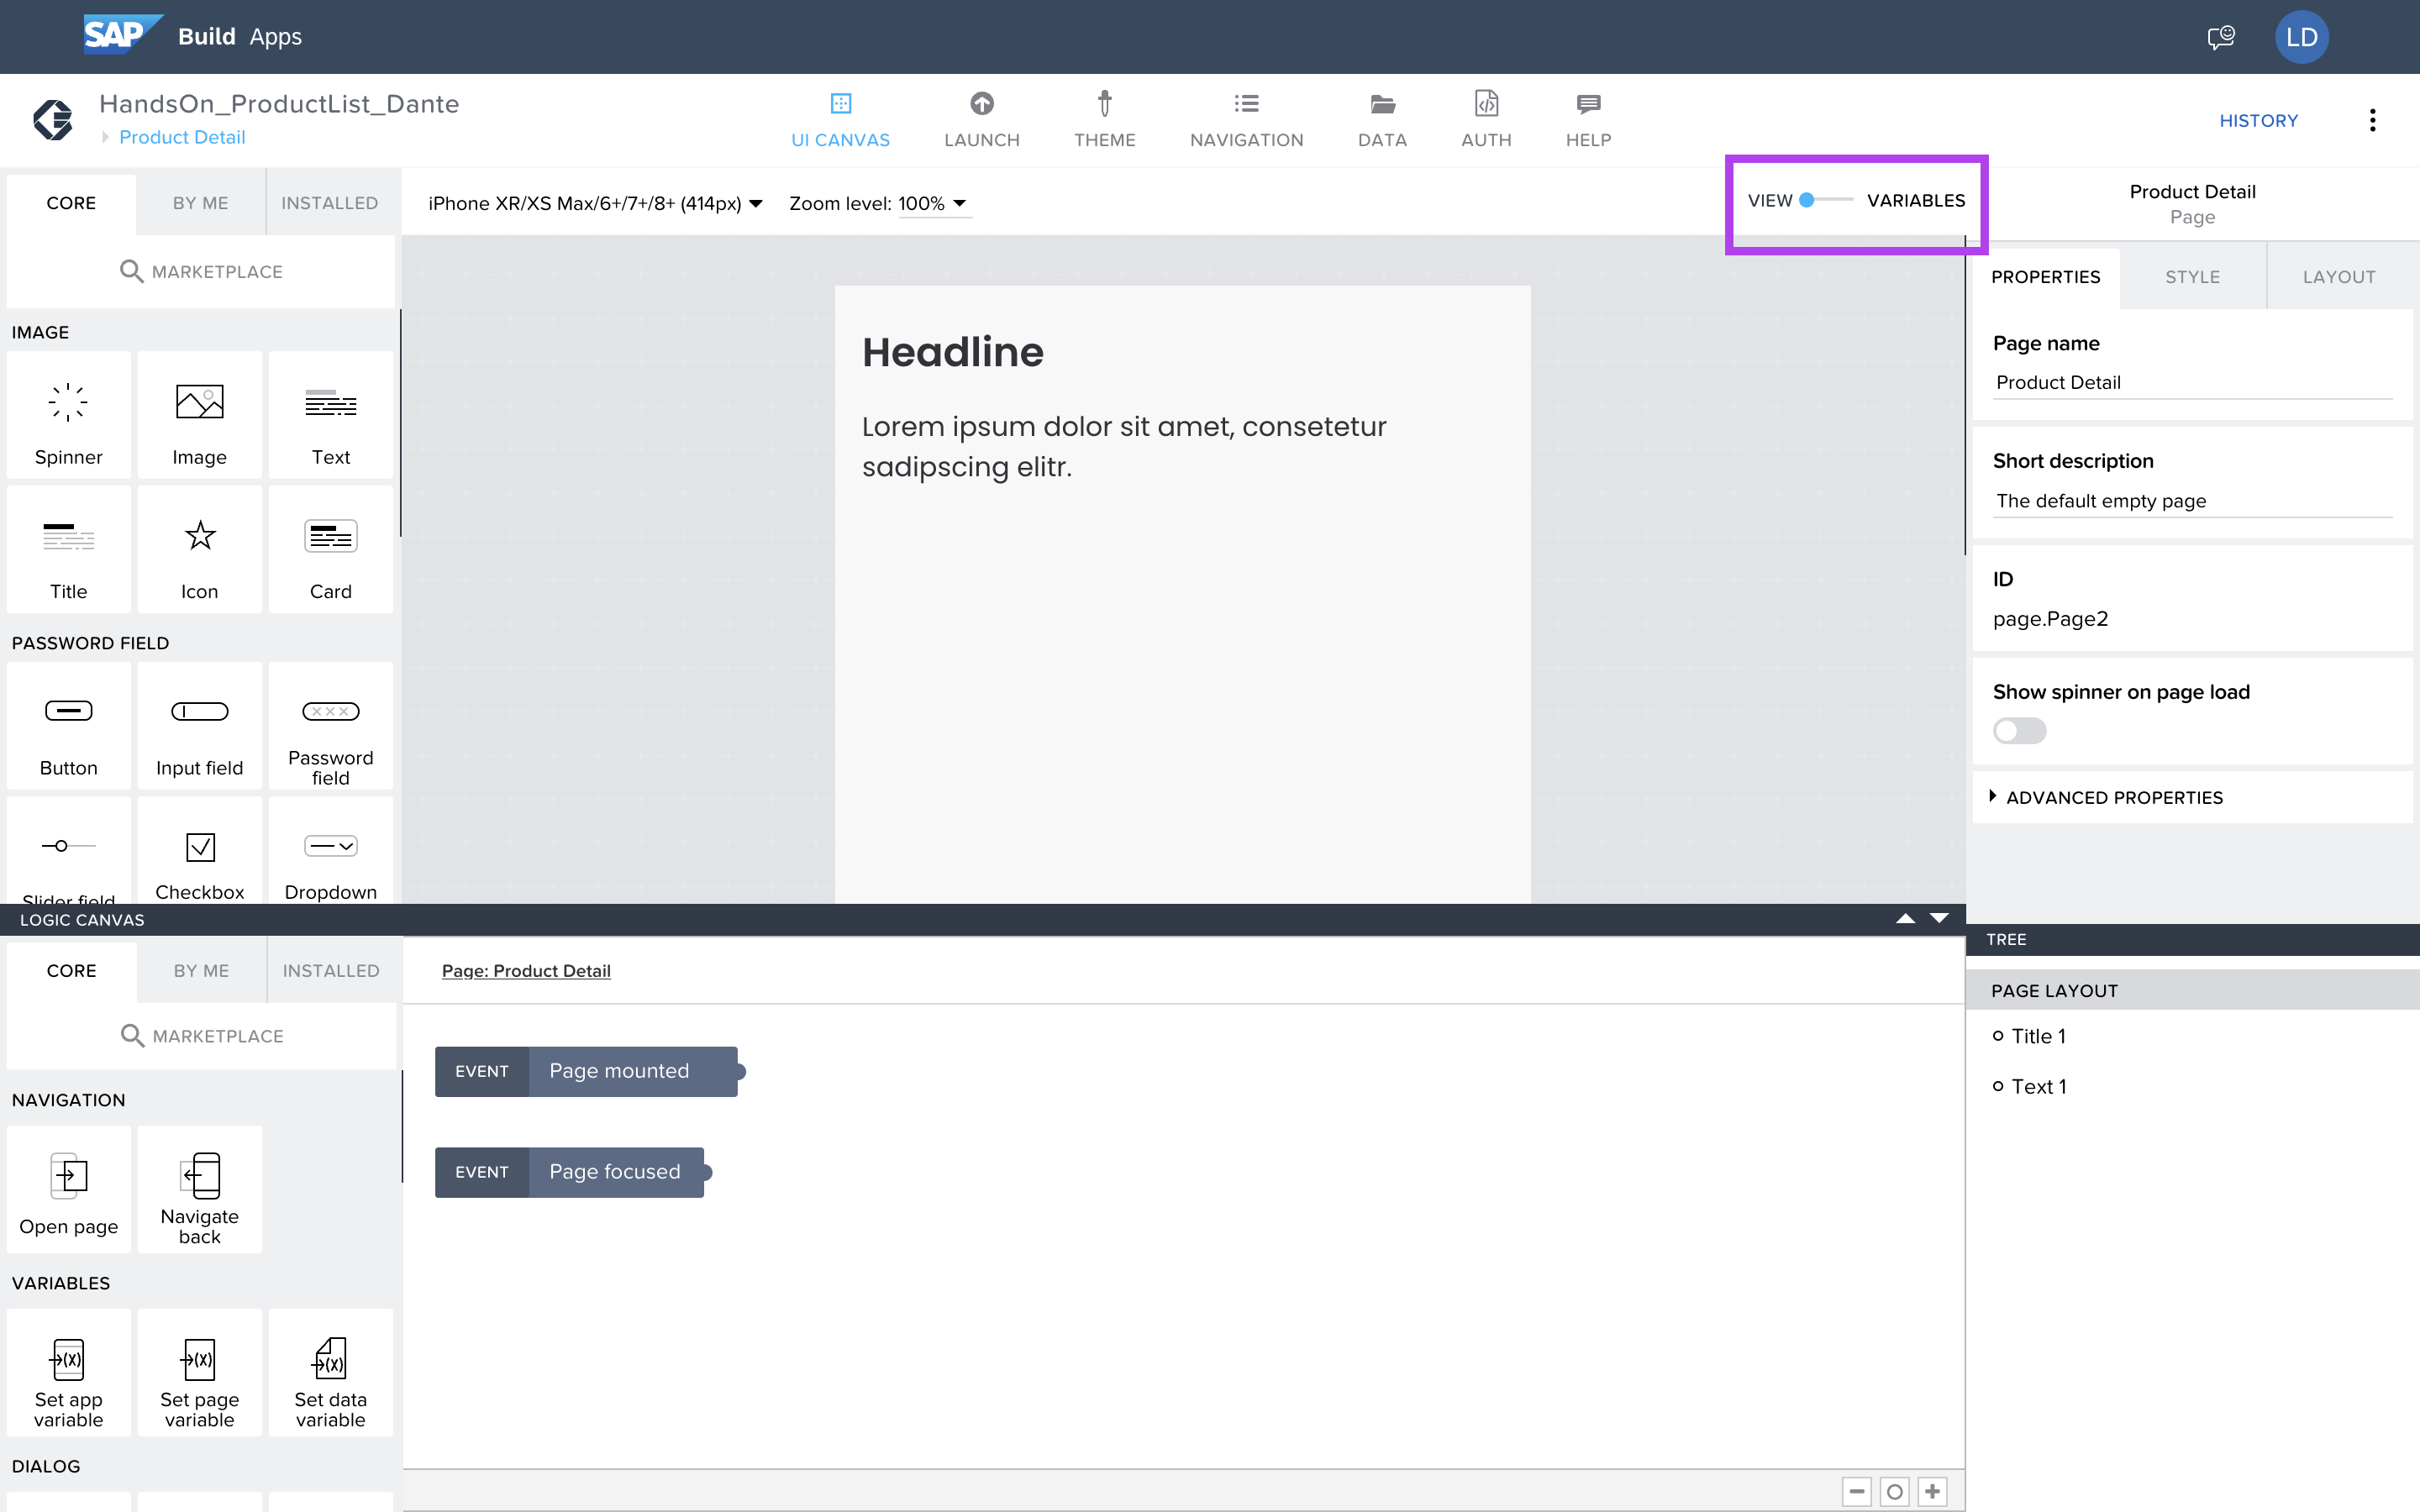 SAP Build Apps
LD
HandsOn_ProductList_Dante
Product Detail
UI CANVAS
LAUNCH
THEME
NAVIGATION
DATA
AUTH
HELP
HISTORY
CORE
BY ME
INSTALLED
MARKETPLACE
iPhone XR/XS Max/6+/7+/8+ (414px)
Zoom level: 100%
VIEW
VARIABLES
Product Detail
Page
PROPERTIES
STYLE
LAYOUT
IMAGE
Spinner
Image
Text
Title
Icon
Card
PASSWORD FIELD
Button
Input field
Password
field
Slider field
Checkbox
Dropdown
Headline
Lorem ipsum dolor sit amet, consetetur
sadipscing elitr.
Page name
Product Detail
Short description
The default empty page
ID
page.Page2
Show spinner on page load
ADVANCED PROPERTIES
LOGIC CANVAS
CORE
BY ME
INSTALLED
MARKETPLACE
NAVIGATION
Open page
Navigate
back
VARIABLES
(X)
(X)
(X)
Set app
variable
Set page
variable
Set data
variable
DIALOG
Page: Product Detail
EVENT
Page mounted
EVENT
Page focused
TREE
PAGE LAYOUT
Title 1
Text 1